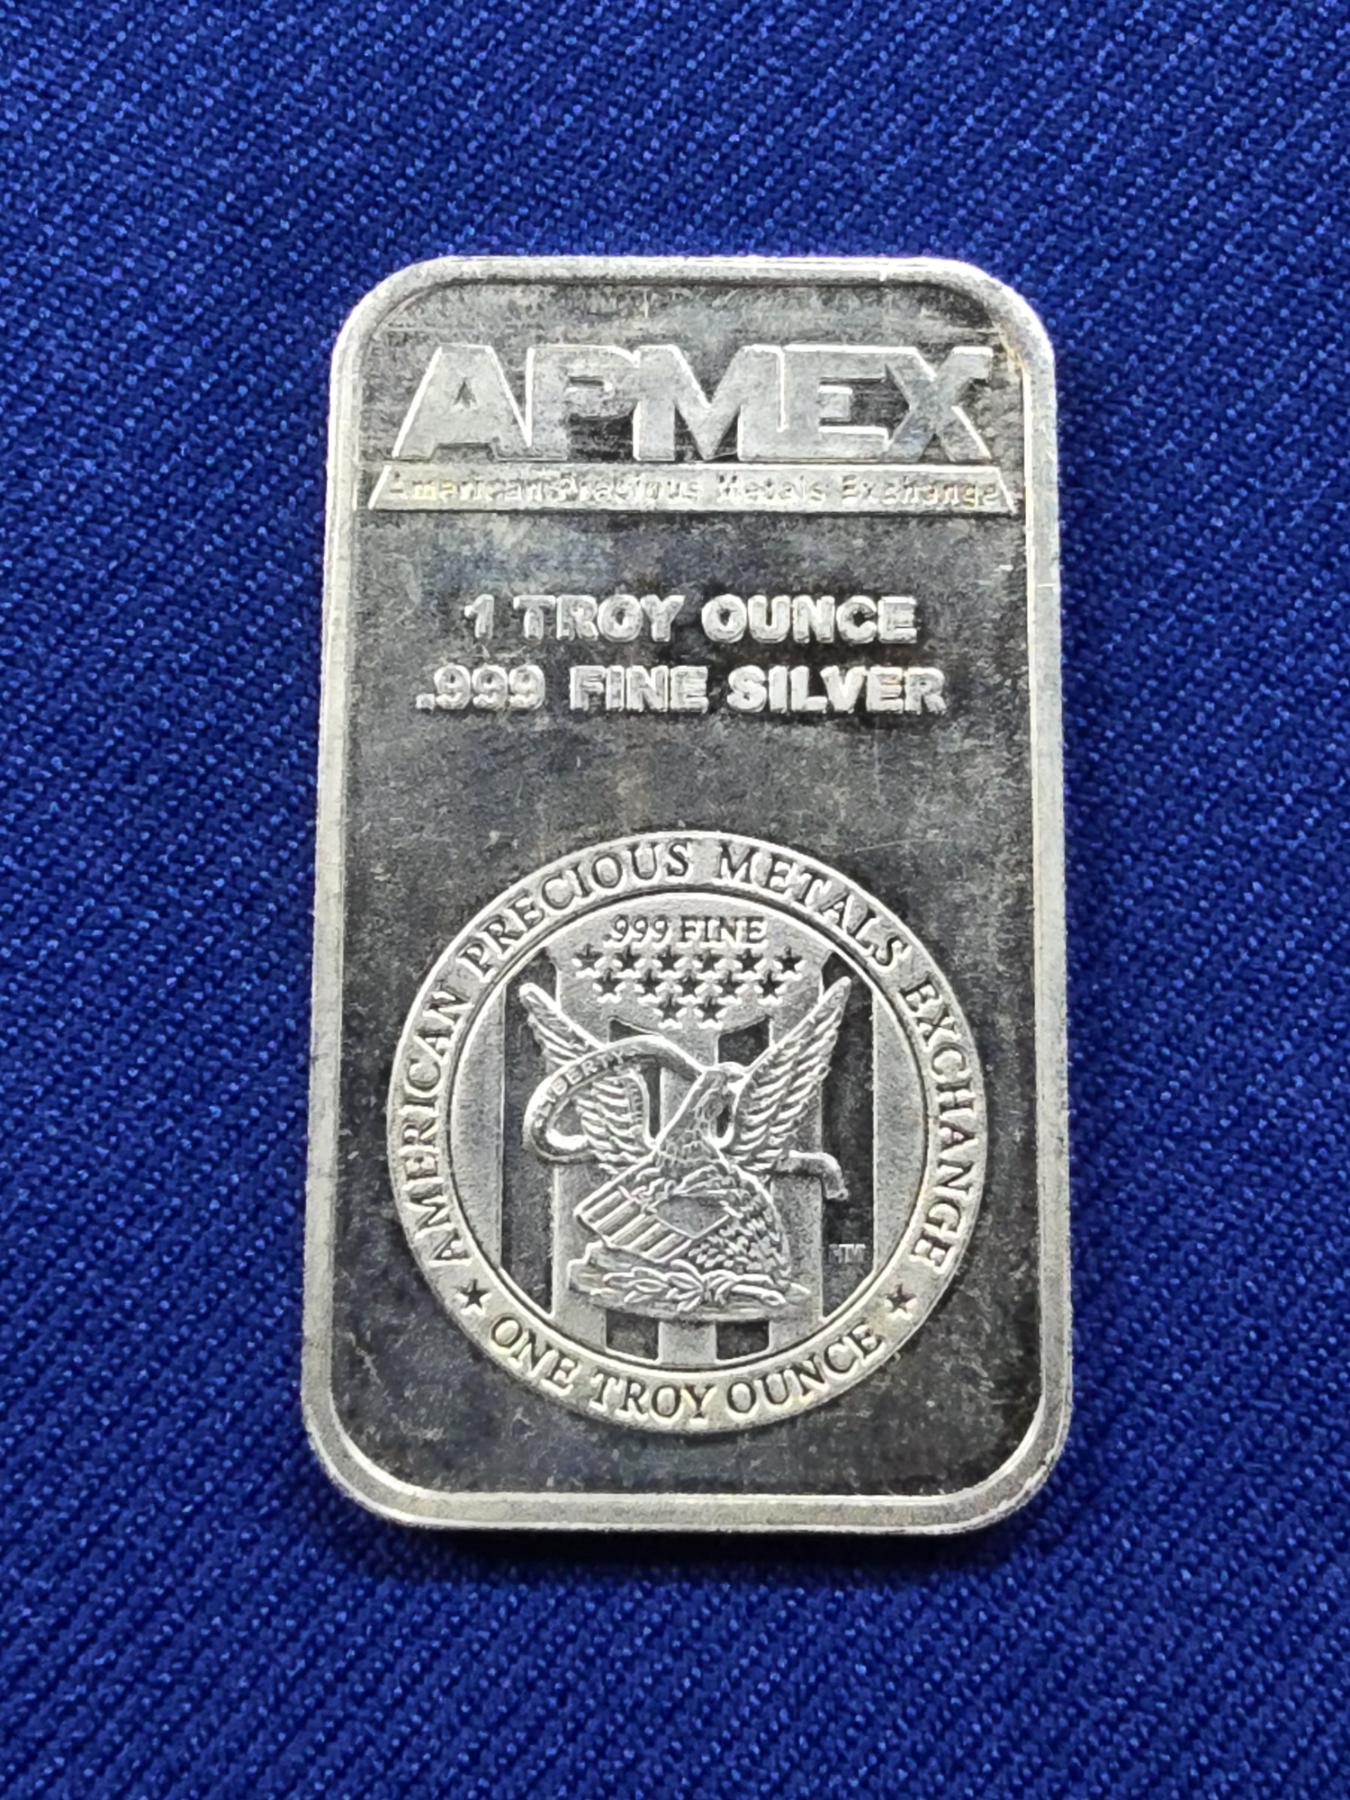 APMEX
American Precious Metals Exchange
1 TROY OUNCE
.999 FINE SILVER
AMERICAN PRECIOUS METALS EXCHANGE
.999 FINE
LIBERTY
TM
★ ONE TROY OUNCE ★